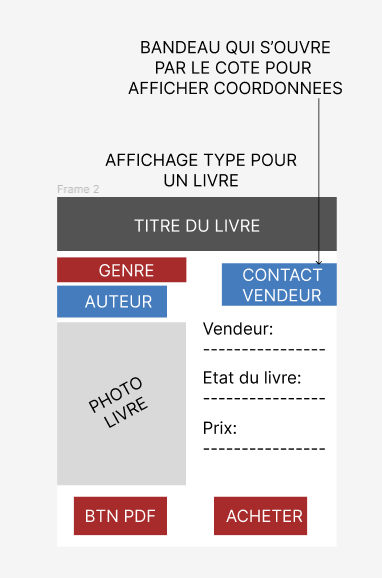 BANDEAU QUI S’OUVRE
PAR LE COTE POUR
AFFICHER COORDONNEES
AFFICHAGE TYPE POUR
UN LIVRE
Frame 2
TITRE DU LIVRE
GENRE
AUTEUR
CONTACT
VENDEUR
PHOTO
LIVRE
Vendeur:
----------------
Etat du livre:
----------------
Prix:
----------------
BTN PDF
ACHETER